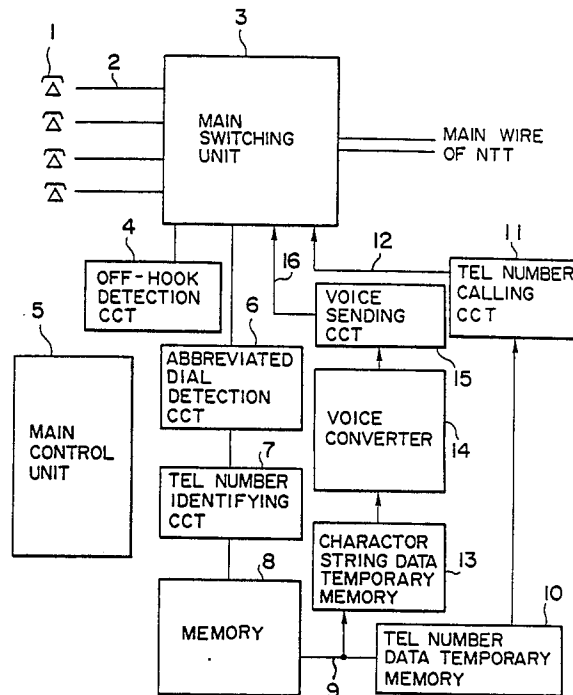 1
2
3
MAIN
SWITCHING
UNIT
MAIN WIRE
OF NTT
4
OFF-HOOK
DETECTION
CCT
5
MAIN
CONTROL
UNIT
6
ABBREVIATED
DIAL
DETECTION
CCT
7
TEL NUMBER
IDENTIFYING
CCT
8
MEMORY
9
16
12
11
TEL NUMBER
CALLING
CCT
VOICE
SENDING
CCT
15
VOICE
CONVERTER
14
CHARACTOR
STRING DATA
TEMPORARY
MEMORY
13
10
TEL NUMBER
DATA TEMPORARY
MEMORY